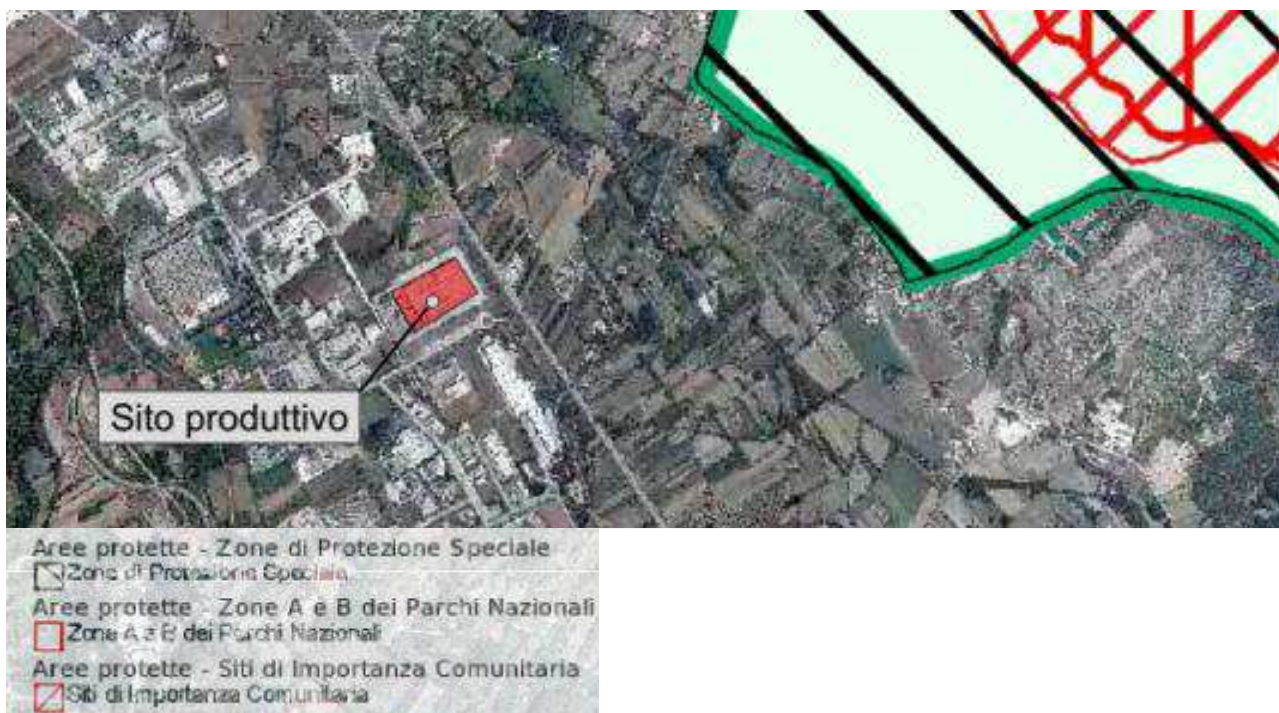 Sito produttivo
Aree protette - Zone di Protezione Speciale
Zone di Protezione Speciale
Aree protette - Zone A e B dei Parchi Nazionali
Zone A e B dei Parchi Nazionali
Aree protette - Siti di Importanza Comunitaria
Siti di Importanza Comunitaria